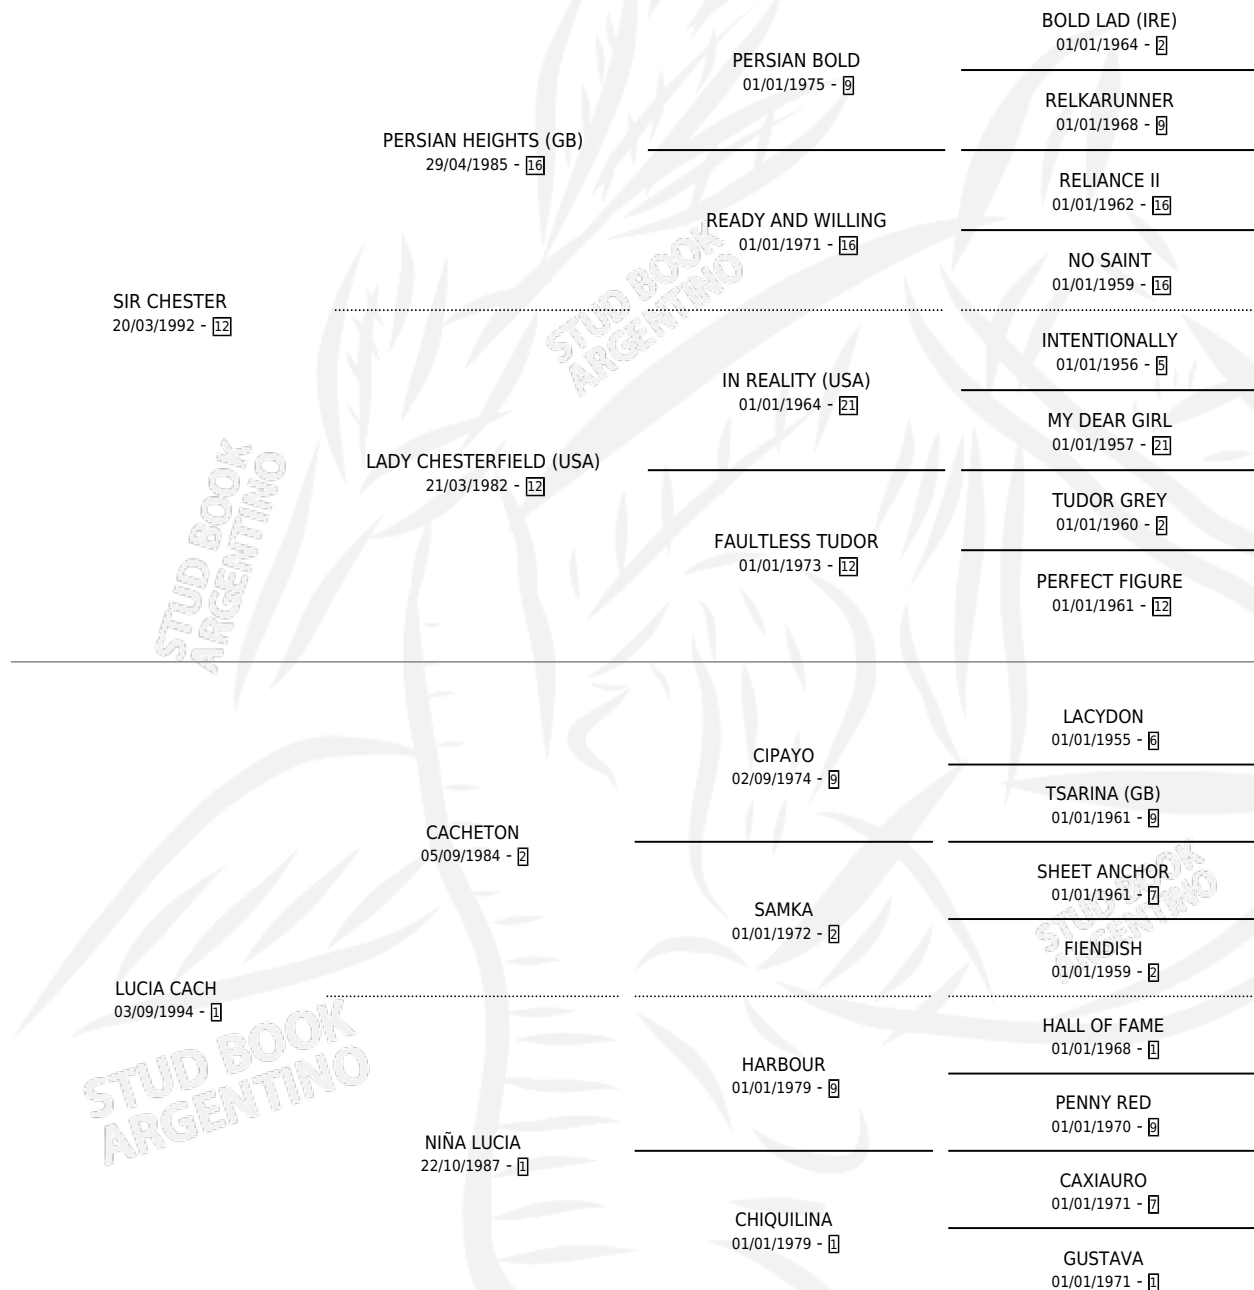 BOLD LAD (IRE)
01/01/1964 - 2
PERSIAN BOLD
01/01/1975 - 9
RELKARUNNER
01/01/1968 - 9
PERSIAN HEIGHTS (GB)
29/04/1985 - 16
RELIANCE II
01/01/1962 - 16
READY AND WILLING
01/01/1971 - 16
NO SAINT
01/01/1959 - 16
SIR CHESTER
20/03/1992 - 12
STUD BOOK
ARGENTINO
INTENTIONALLY
01/01/1956 - 5
IN REALITY (USA)
01/01/1964 - 21
MY DEAR GIRL
01/01/1957 - 21
LADY CHESTERFIELD (USA)
21/03/1982 - 12
TUDOR GREY
01/01/1960 - 2
FAULTLESS TUDOR
01/01/1973 - 12
PERFECT FIGURE
01/01/1961 - 12
STUD BOOK
ARGENTINO
LACYDON
01/01/1955 - 6
CIPAYO
02/09/1974 - 9
TSARINA (GB)
01/01/1961 - 9
CACHETON
05/09/1984 - 2
SHEET ANCHOR
01/01/1961 - 7
SAMKA
01/01/1972 - 2
FIENDISH
01/01/1959 - 2
STUD BOOK
ARGENTINO
LUCIA CACH
03/09/1994 - 1
HALL OF FAME
01/01/1968 - 1
HARBOUR
01/01/1979 - 9
PENNY RED
01/01/1970 - 9
STUD BOOK
ARGENTINO
NIÑA LUCIA
22/10/1987 - 1
CAXIAURO
01/01/1971 - 7
CHIQUILINA
01/01/1979 - 1
GUSTAVA
01/01/1971 - 1